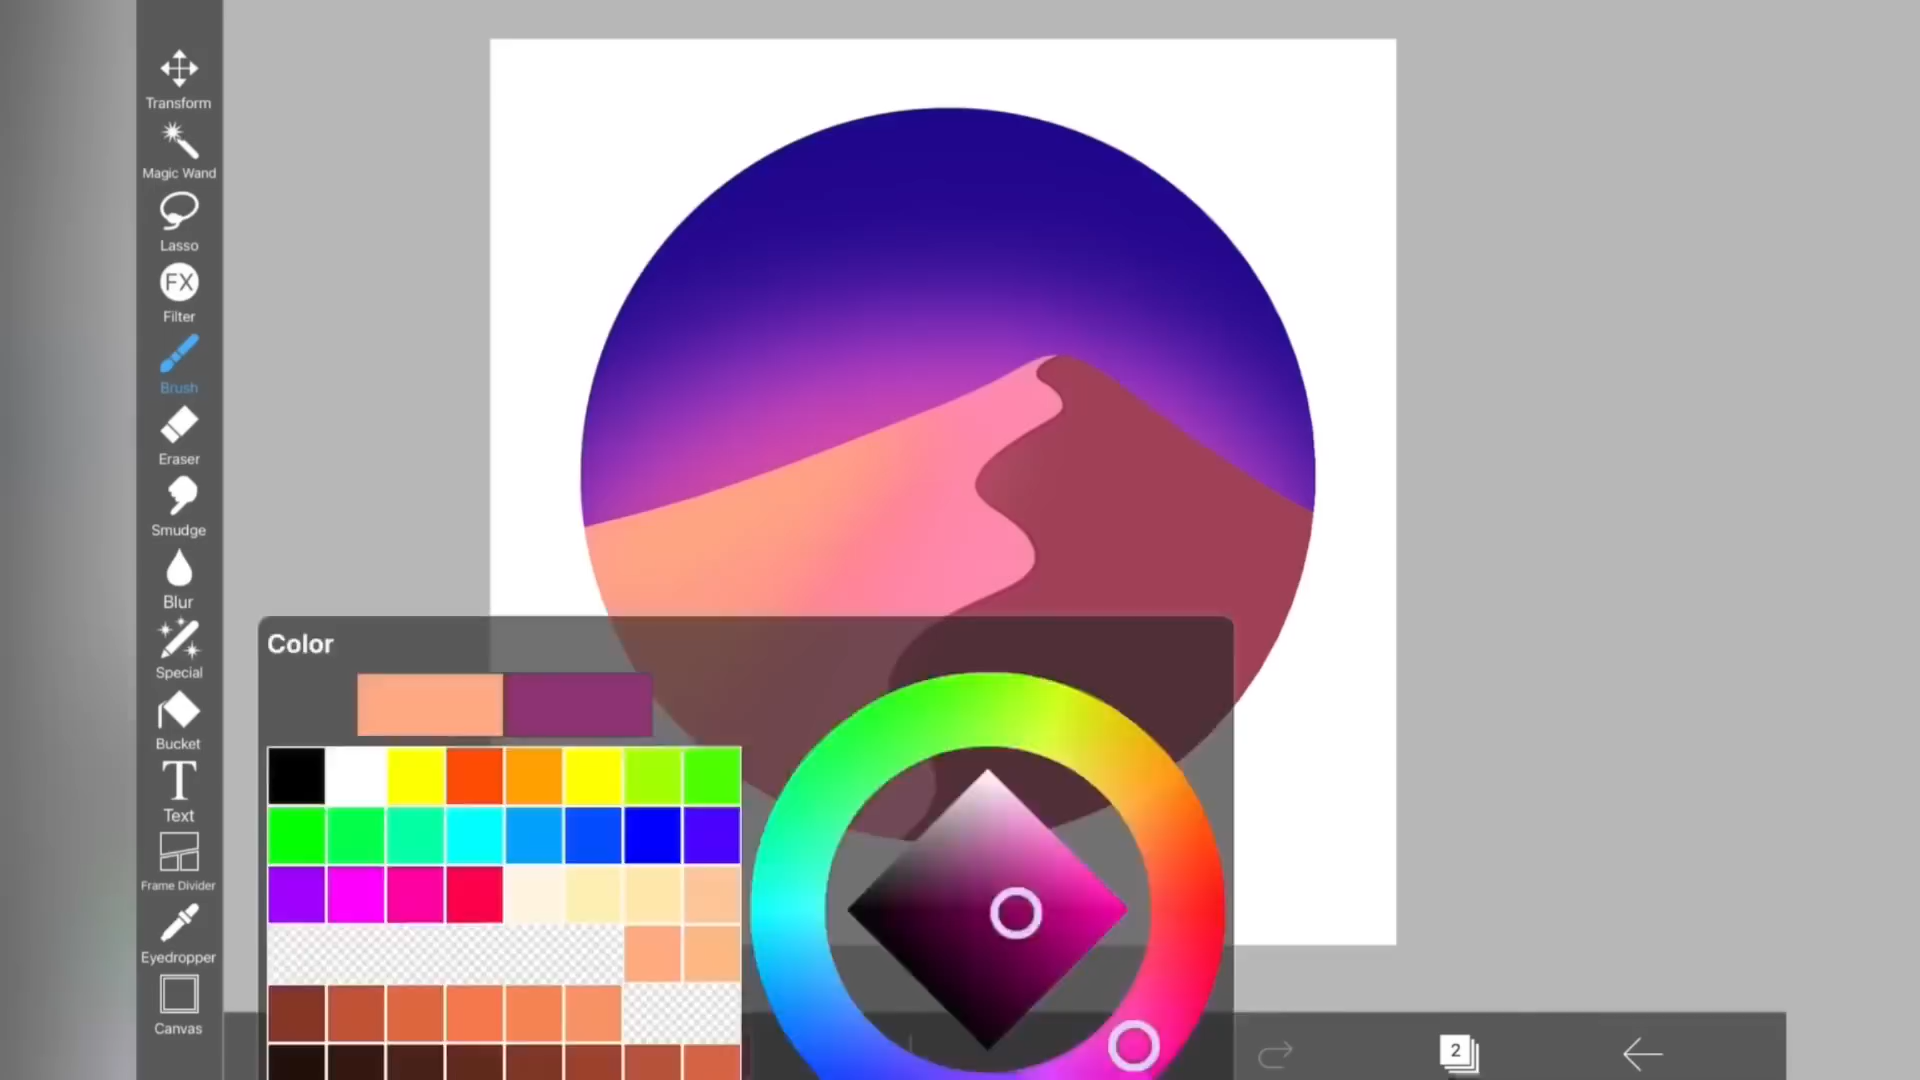 Transform
Magic Wand
Lasso
FX
Filter
Brush
Eraser
Smudge
Blur
Special
Bucket
T
Text
Frame Divider
Eyedropper
Canvas
Color
2